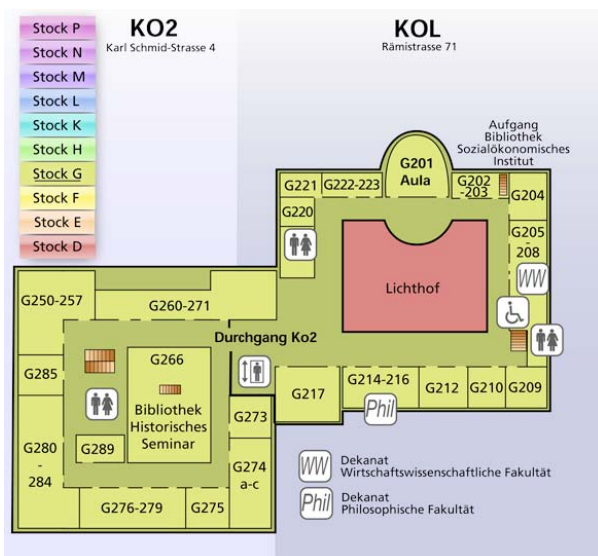 Stock P
Stock N
Stock M
Stock L
Stock K
Stock H
Stock G
Stock F
Stock E
Stock D
KO2
Karl Schmid-Strasse 4
KOL
Rämistrasse 71
Aufgang
Bibliothek
Sozialökonomisches
Institut
G201
Aula
G221
G222-223
G202
-203
G204
G220
G205
-
208
WW
Lichthof
G250-257
G260-271
Durchgang Ko2
G285
G266
Bibliothek
Historisches
Seminar
G217
G214-216
G212
G210
G209
Phil
G273
G280
-
284
G289
G274
a-c
G276-279
G275
WW
Dekanat
Wirtschaftswissenschaftliche Fakultät
Phil
Dekanat
Philosophische Fakultät